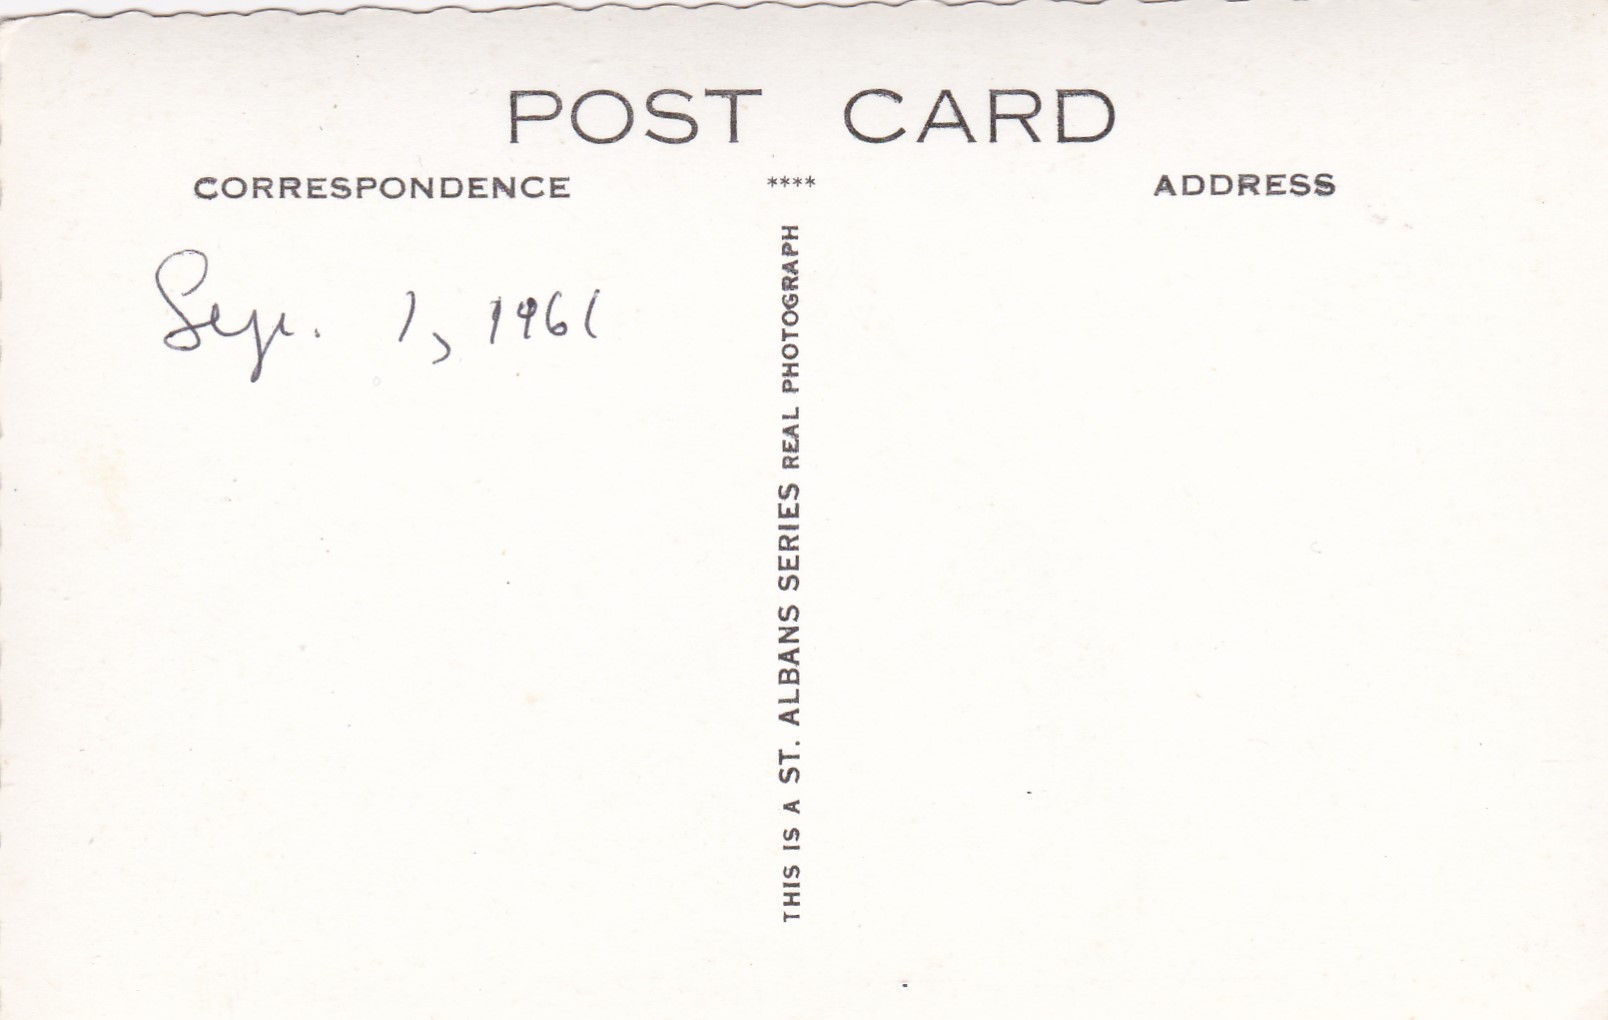 POST CARD
CORRESPONDENCE
****
ADDRESS
Sep. 1, 1961
THIS IS A ST. ALBANS SERIES REAL PHOTOGRAPH